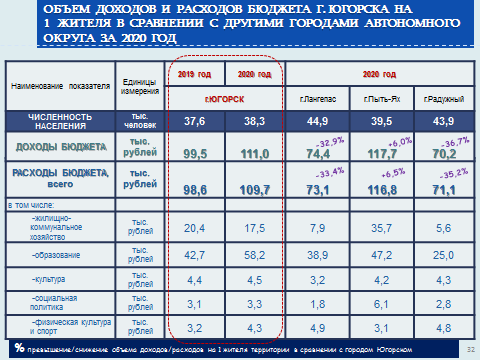 ОБЪЕМ ДОХОДОВ И РАСХОДОВ БЮДЖЕТА Г. ЮГОРСКА НА
1 ЖИТЕЛЯ В СРАВНЕНИИ С ДРУГИМИ ГОРОДАМИ АВТОНОМНОГО
ОКРУГА ЗА 2020 ГОД
Наименование показателя Единицы измерения 2019 год 2020 год 2020 год
г.ЮГОРСК г.Лангепас г.Пыть-Ях г.Радужный
ЧИСЛЕННОСТЬ НАСЕЛЕНИЯ тыс. человек 37,6 38,3 44,9 39,5 43,9
ДОХОДЫ БЮДЖЕТА тыс. рублей 99,5 111,0 -32,9% 74,4 +6,0% 117,7 -36,7% 70,2
РАСХОДЫ БЮДЖЕТА, всего тыс. рублей 98,6 109,7 -33,4% 73,1 +6,5% 116,8 -35,2% 71,1
в том числе:
-жилищно-коммунальное хозяйство тыс. рублей 20,4 17,5 7,9 35,7 5,6
-образование тыс. рублей 42,7 58,2 38,9 47,2 25,0
-культура тыс. рублей 4,4 4,5 3,2 4,2 4,3
-социальная политика тыс. рублей 3,1 3,3 1,8 6,1 2,8
-физическая культура и спорт тыс. рублей 3,2 4,3 4,9 3,1 4,8
% превышение/снижение объема доходов/расходов на 1 жителя территории в сравнении с городом Югорском 32